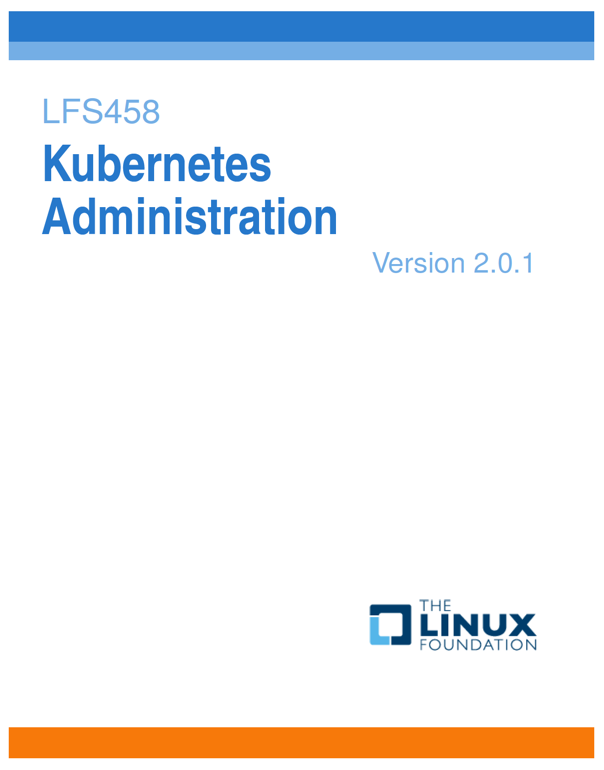 LFS458
Kubernetes
Administration
Version 2.0.1
THE
LINUX
FOUNDATION